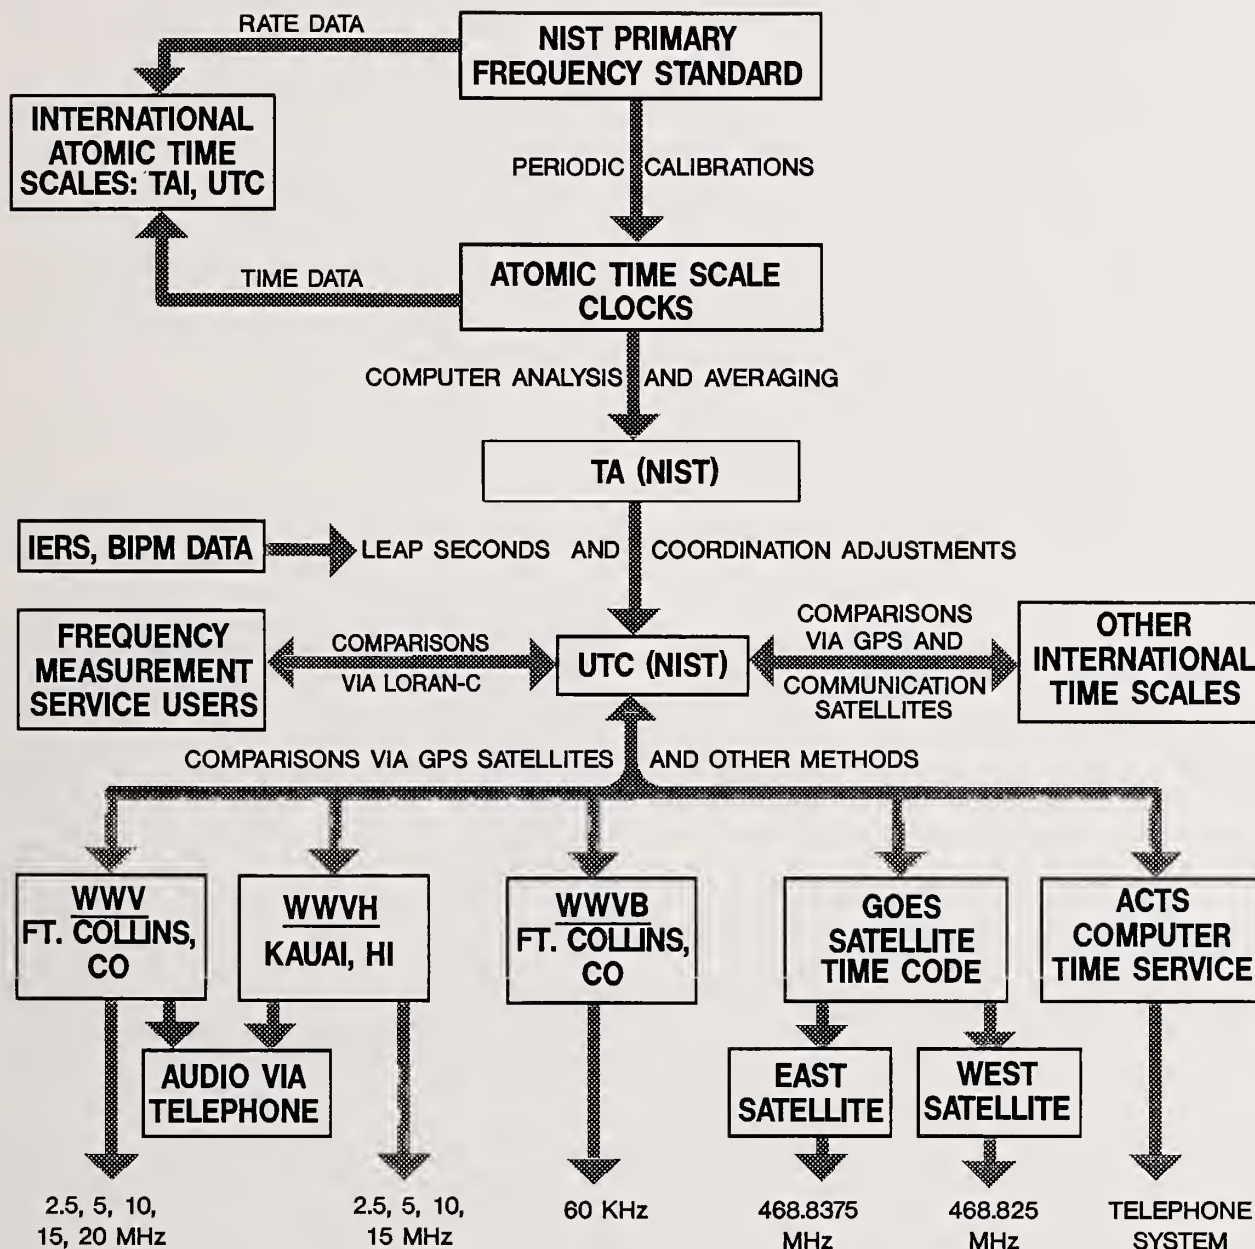 RATE DATA
NIST PRIMARY
FREQUENCY STANDARD
INTERNATIONAL
ATOMIC TIME
SCALES: TAI, UTC
PERIODIC CALIBRATIONS
TIME DATA
ATOMIC TIME SCALE
CLOCKS
COMPUTER ANALYSIS AND AVERAGING
TA (NIST)
IERS, BIPM DATA
LEAP SECONDS AND COORDINATION ADJUSTMENTS
FREQUENCY
MEASUREMENT
SERVICE USERS
COMPARISONS
VIA LORAN-C
UTC (NIST)
COMPARISONS
VIA GPS AND
COMMUNICATION
SATELLITES
OTHER
INTERNATIONAL
TIME SCALES
COMPARISONS VIA GPS SATELLITES AND OTHER METHODS
WWV
FT. COLLINS,
CO
WWVH
KAUAI, HI
WWVB
FT. COLLINS,
CO
GOES
SATELLITE
TIME CODE
ACTS
COMPUTER
TIME SERVICE
AUDIO VIA
TELEPHONE
EAST
SATELLITE
WEST
SATELLITE
2.5, 5, 10,
15, 20 MHz
2.5, 5, 10,
15 MHz
60 KHz
468.8375
MHz
468.825
MHz
TELEPHONE
SYSTEM